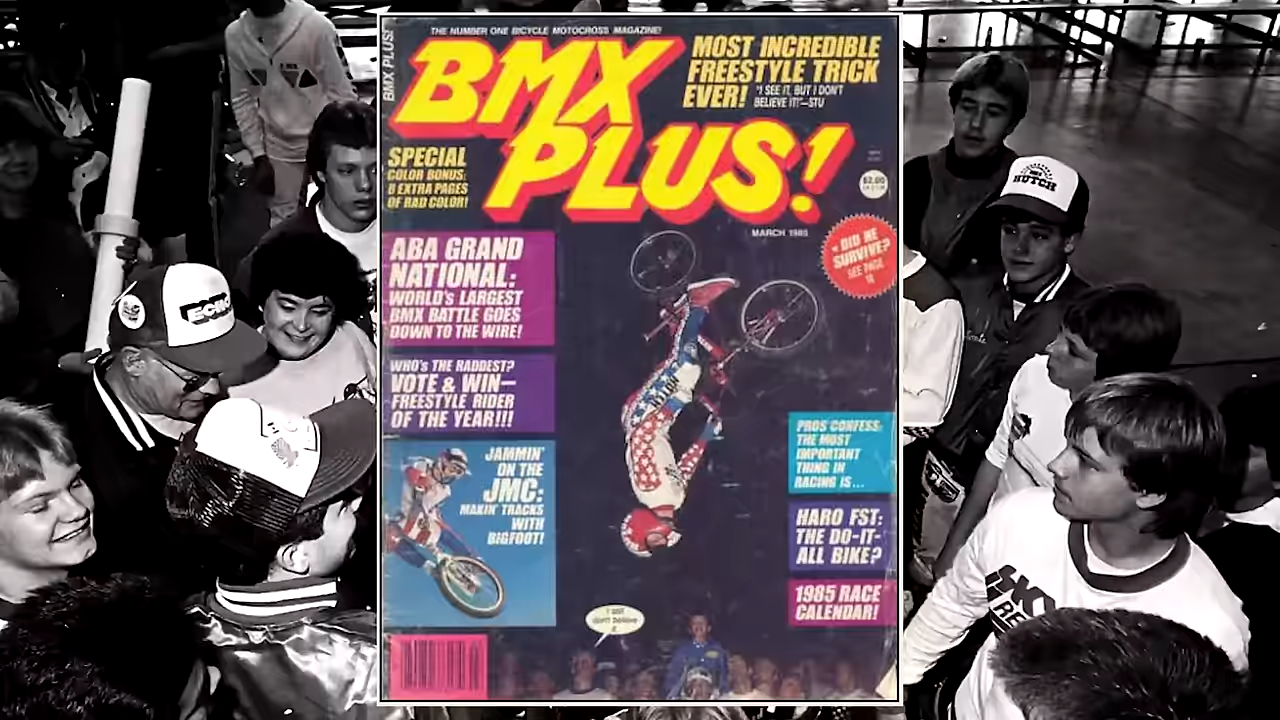 THE NUMBER ONE BICYCLE MOTOCROSS MAGAZINE!
BMX PLUS!
BMX
PLUS!
MOST INCREDIBLE
FREESTYLE TRICK
EVER!
"I SEE IT, BUT I DON'T
BELIEVE IT!"—STU
SPECIAL
COLOR BONUS:
8 EXTRA PAGES
OF RAD COLOR!
$2.00
MARCH 1985
ABA GRAND
NATIONAL:
WORLD'S LARGEST
BMX BATTLE GOES
DOWN TO THE WIRE!
DID HE
SURVIVE?
SEE PAGE
WHO'S THE RADDEST?
VOTE & WIN—
FREESTYLE RIDER
OF THE YEAR!!!
JAMMIN'
ON THE
JMC:
MAKIN' TRACKS
WITH
BIGFOOT!
PROS CONFESS:
THE MOST
IMPORTANT
THING IN
RACING IS...
HARO FST:
THE DO-IT-
ALL BIKE?
1985 RACE
CALENDAR!
I still
don't believe
it
HUTCH